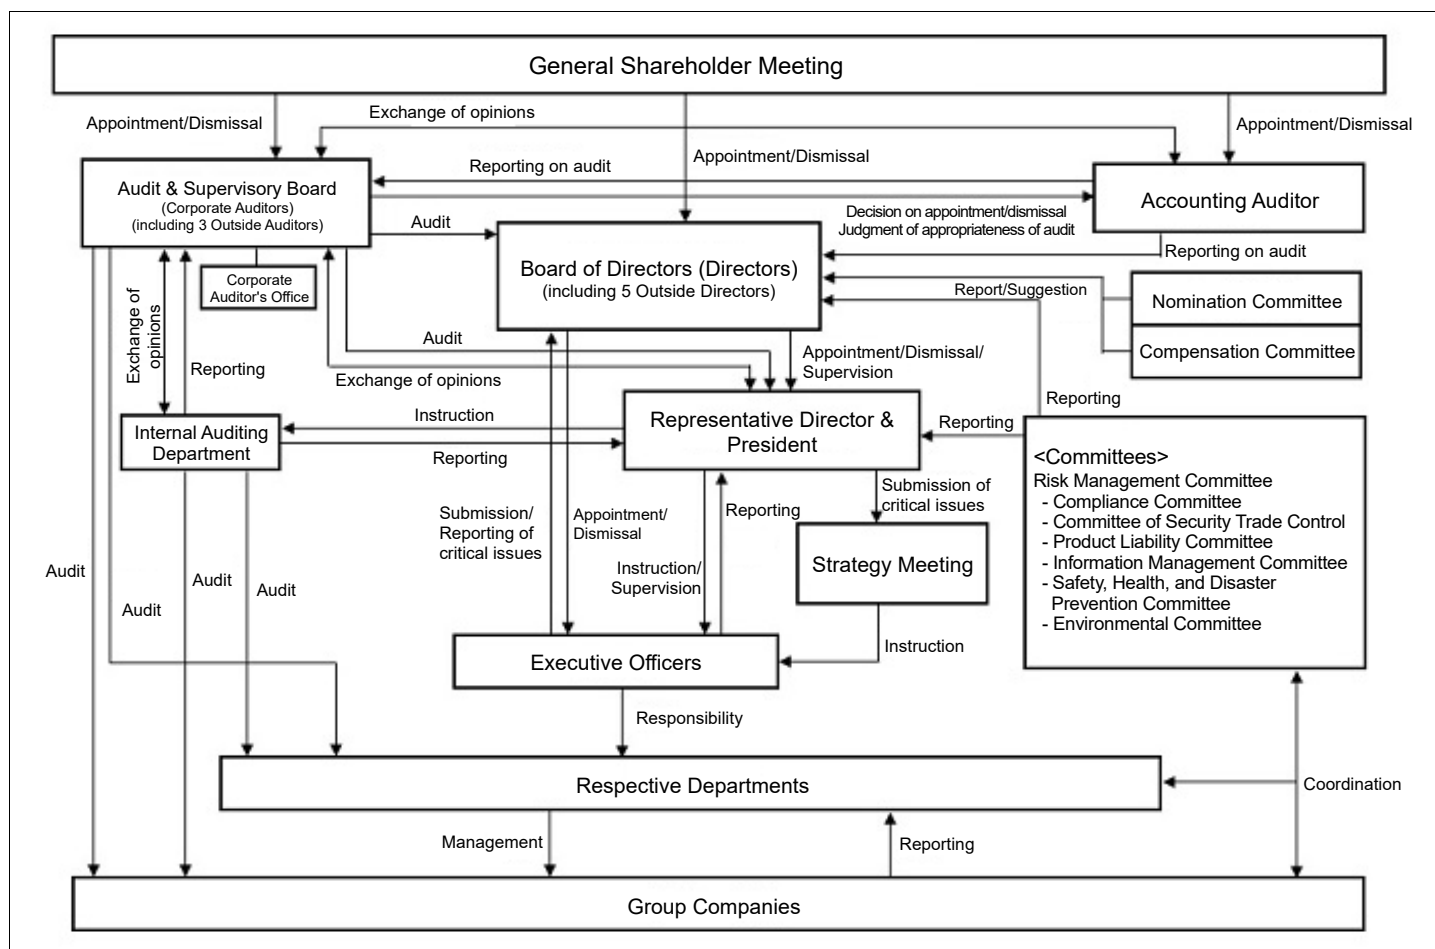 General Shareholder Meeting
Appointment/Dismissal
Exchange of opinions
Appointment/Dismissal
Appointment/Dismissal
Reporting on audit
Audit & Supervisory Board
(Corporate Auditors)
(including 3 Outside Auditors)
Accounting Auditor
Decision on appointment/dismissal
Judgment of appropriateness of audit
Audit
Reporting on audit
Board of Directors (Directors)
(including 5 Outside Directors)
Corporate
Auditor's Office
Report/Suggestion
Nomination Committee
Compensation Committee
Exchange of
opinions
Reporting
Audit
Exchange of opinions
Appointment/Dismissal/
Supervision
Reporting
Internal Auditing
Department
Instruction
Reporting
Representative Director &
President
Reporting
<Committees>
Risk Management Committee
- Compliance Committee
- Committee of Security Trade Control
- Product Liability Committee
- Information Management Committee
- Safety, Health, and Disaster
Prevention Committee
- Environmental Committee
Submission/
Reporting of
critical issues
Appointment/
Dismissal
Reporting
Submission of
critical issues
Instruction/
Supervision
Strategy Meeting
Audit
Audit
Audit
Audit
Executive Officers
Instruction
Responsibility
Respective Departments
Coordination
Management
Reporting
Group Companies